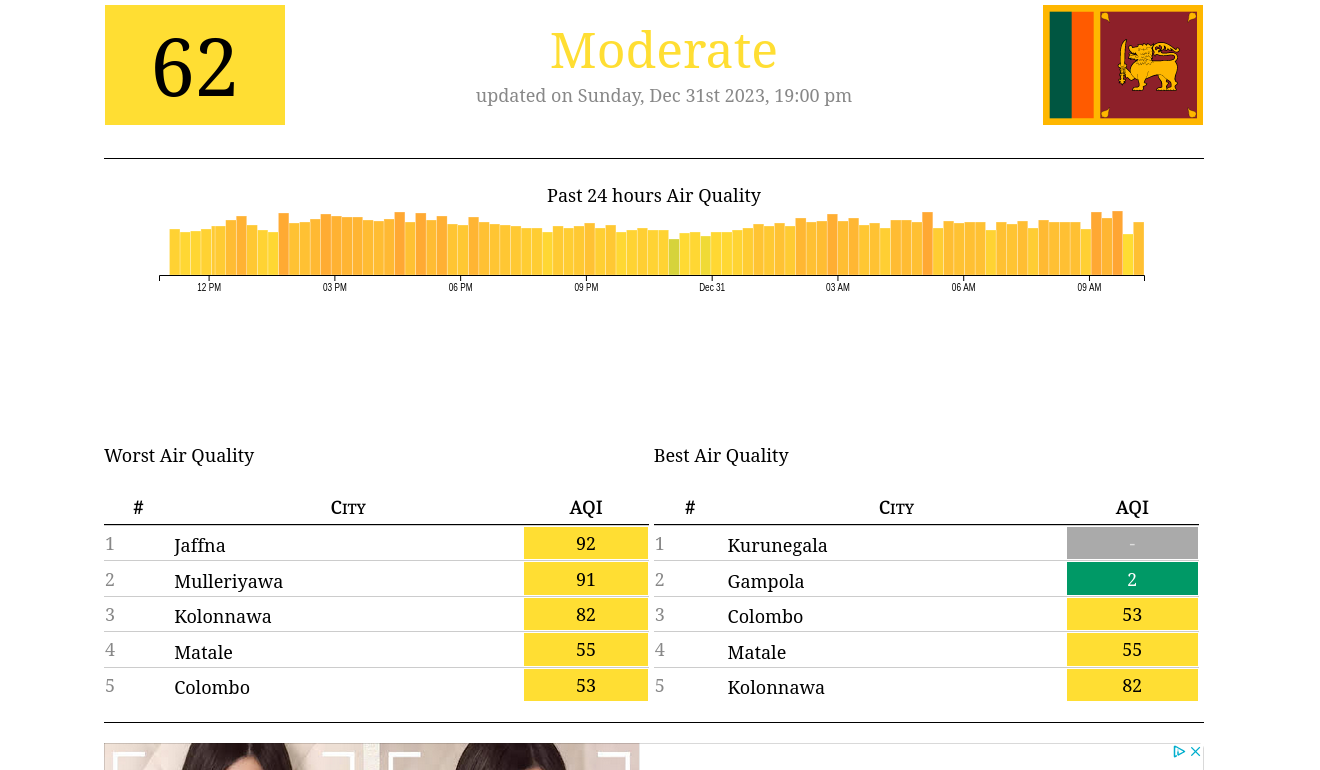 62
Moderate
updated on Sunday, Dec 31st 2023, 19:00 pm
Past 24 hours Air Quality
12 PM 03 PM 06 PM 09 PM Dec 31 03 AM 06 AM 09 AM
Worst Air Quality
# City AQI
1 Jaffna 92
2 Mulleriyawa 91
3 Kolonnawa 82
4 Matale 55
5 Colombo 53
Best Air Quality
# City AQI
1 Kurunegala -
2 Gampola 2
3 Colombo 53
4 Matale 55
5 Kolonnawa 82